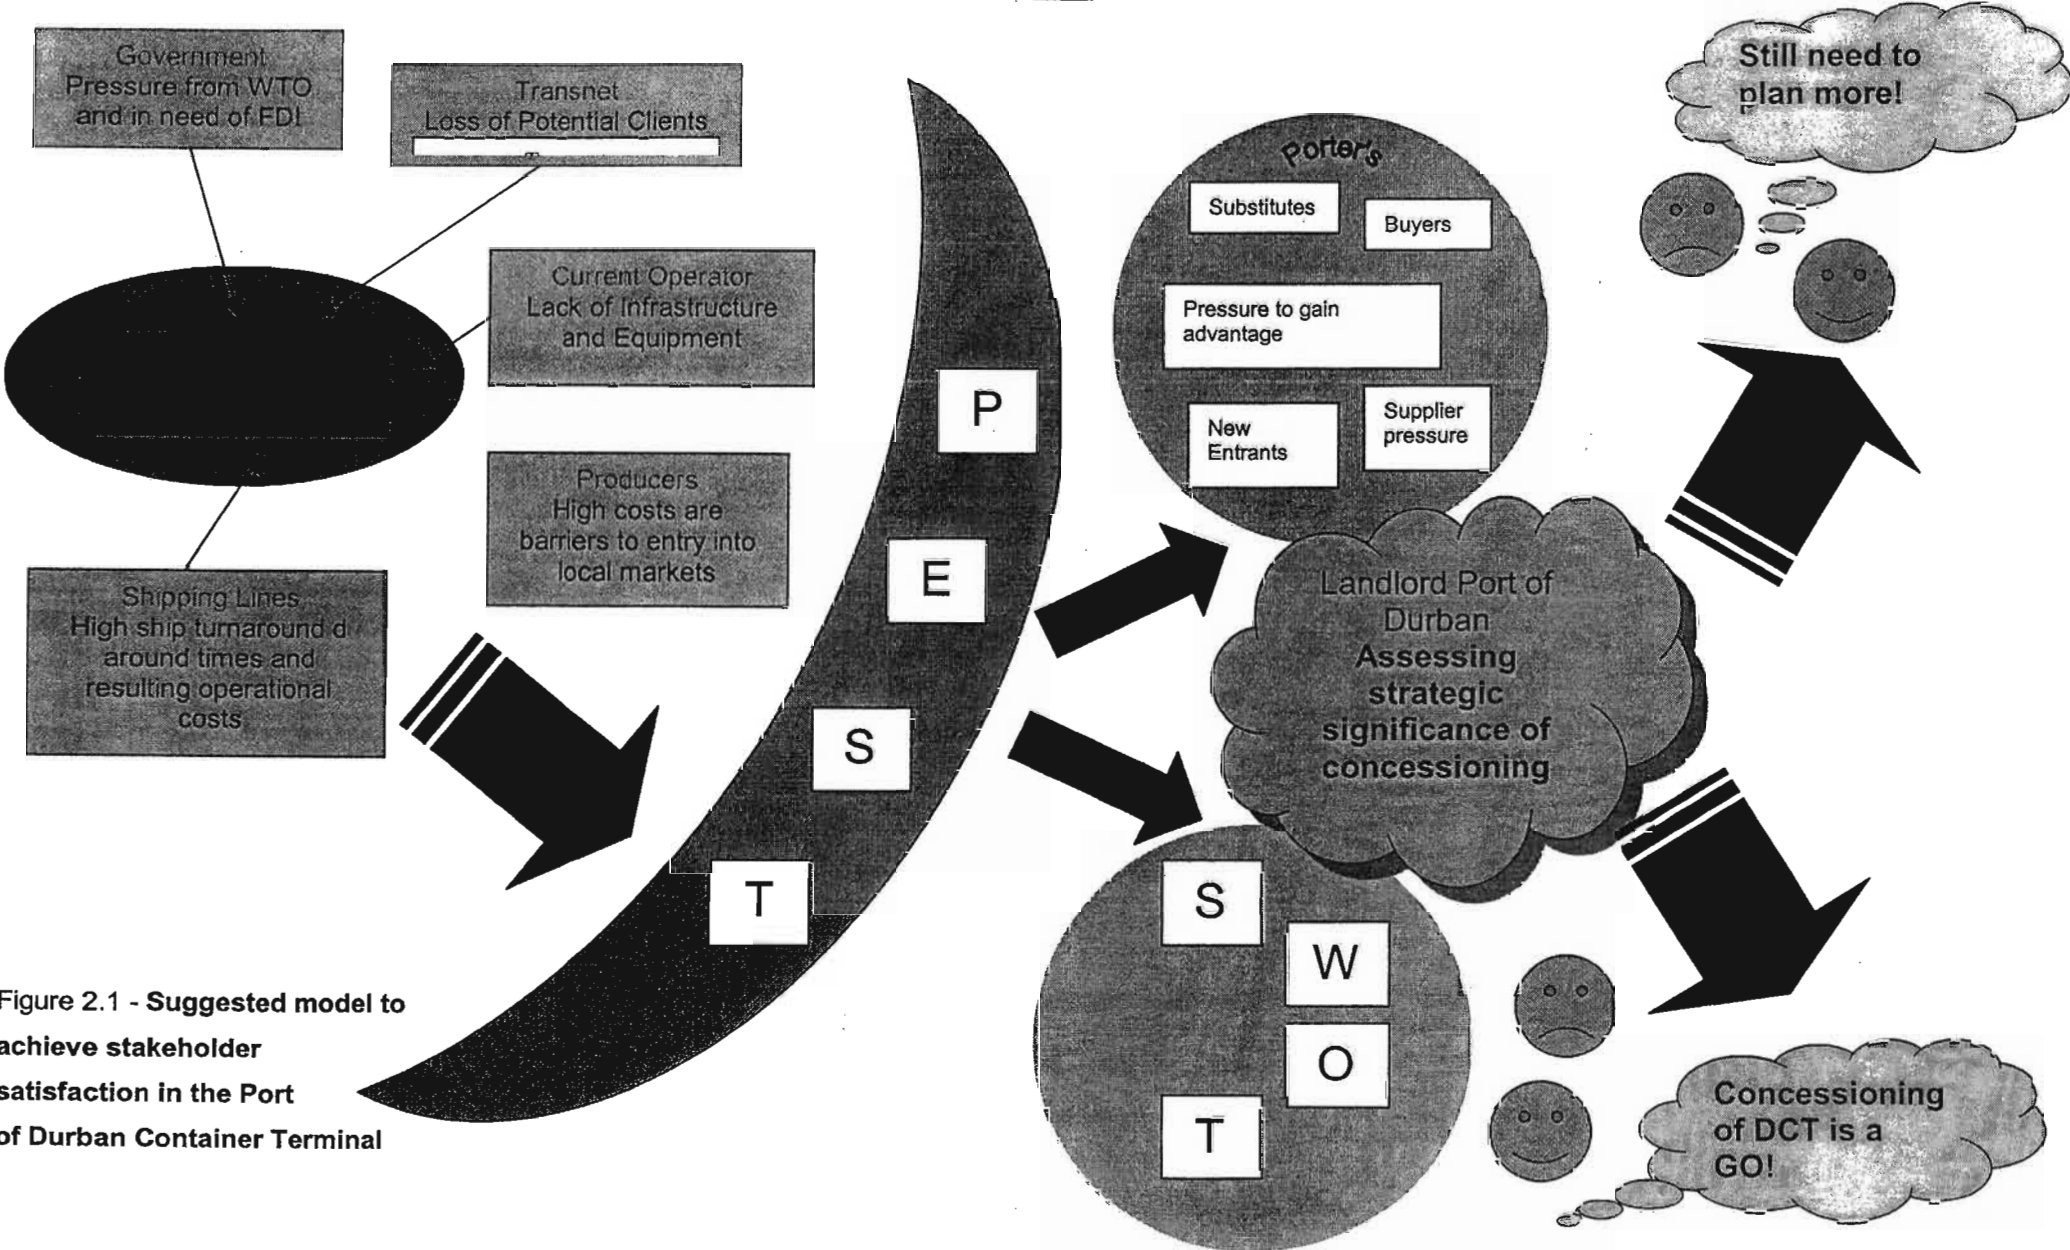 Government
Pressure from WTO
and in need of FDI
Transnet
Loss of Potential Clients
Current Operator
Lack of Infrastructure
and Equipment
Producers
High costs are
barriers to entry into
local markets
Shipping Lines
High ship turnaround d
around times and
resulting operational
costs
P
E
S
T
Porter's
Substitutes
Buyers
Pressure to gain
advantage
New
Entrants
Supplier
pressure
Landlord Port of
Durban
Assessing
strategic
significance of
concessioning
S
W
O
T
Still need to
plan more!
Concessioning
of DCT is a
GO!
Figure 2.1 - Suggested model to
achieve stakeholder
satisfaction in the Port
of Durban Container Terminal